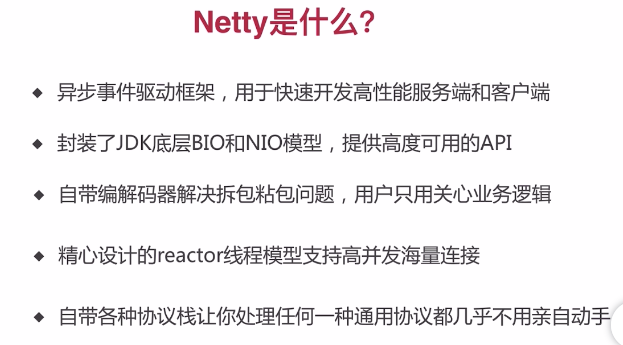 Netty是什么?
◆ 异步事件驱动框架，用于快速开发高性能服务端和客户端
◆ 封装了JDK底层BIO和NIO模型，提供高度可用的API
◆ 自带编解码器解决拆包粘包问题，用户只用关心业务逻辑
◆ 精心设计的reactor线程模型支持高并发海量连接
◆ 自带各种协议栈让你处理任何一种通用协议都几乎不用亲自动手